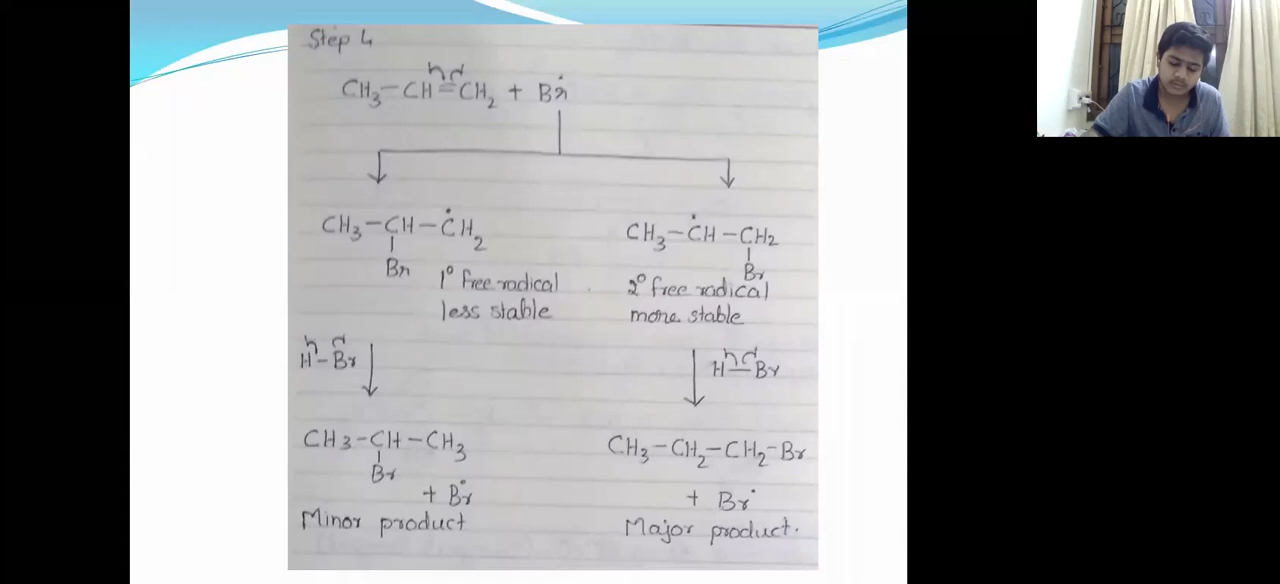 Step 4
CH3-CH=CH2 + Br•
CH3-CH-ĊH2
Br
1° free radical
less stable
H-Br
CH3-CH-CH3
Br
+ Br•
Minor product
CH3-ĊH-CH2
Br
2° free radical
more stable
H-Br
CH3-CH2-CH2-Br
+ Br•
Major product.